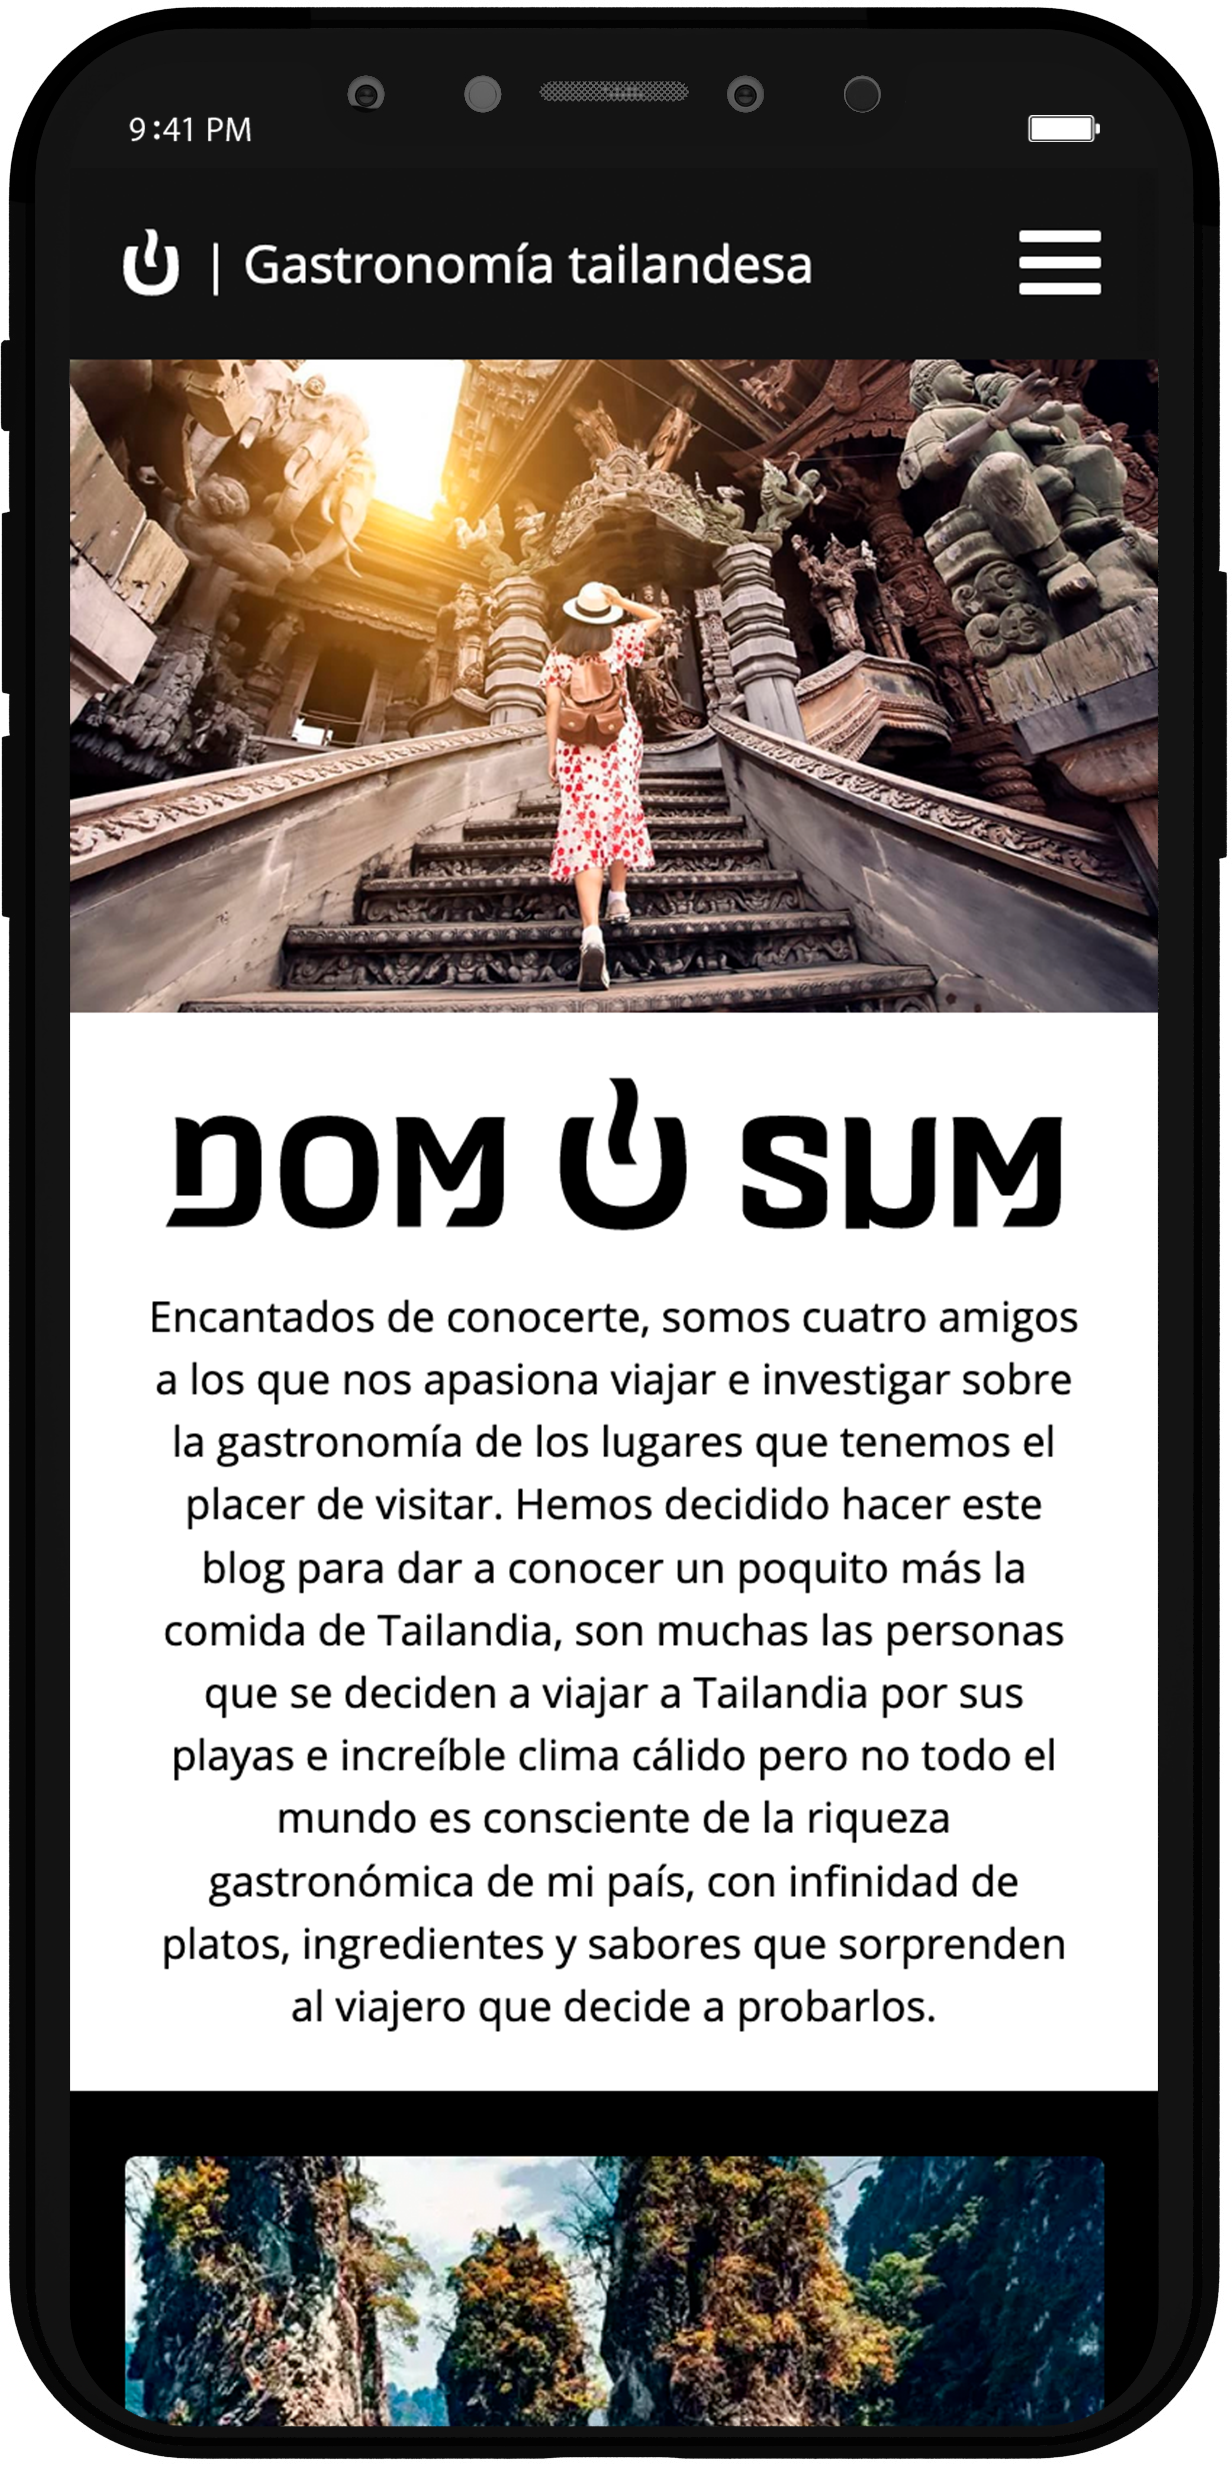 9:41 PM
| Gastronomía tailandesa
DOM SUM
Encantados de conocerte, somos cuatro amigos
a los que nos apasiona viajar e investigar sobre
la gastronomía de los lugares que tenemos el
placer de visitar. Hemos decidido hacer este
blog para dar a conocer un poquito más la
comida de Tailandia, son muchas las personas
que se deciden a viajar a Tailandia por sus
playas e increíble clima cálido pero no todo el
mundo es consciente de la riqueza
gastronómica de mi país, con infinidad de
platos, ingredientes y sabores que sorprenden
al viajero que decide a probarlos.